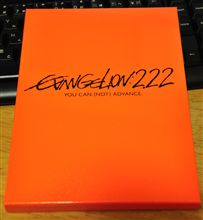 EVANGELION:2.22
YOU CAN (NOT) ADVANCE.